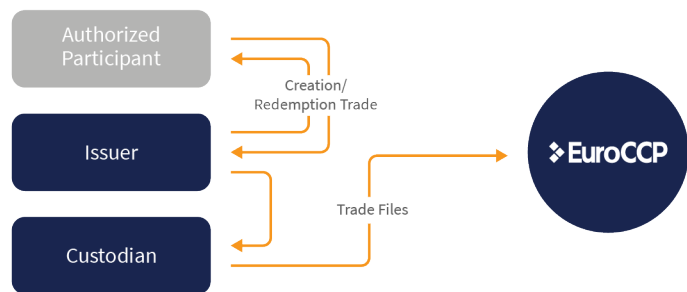 Authorized
Participant
Creation/
Redemption Trade
Issuer
EuroCCP
Trade Files
Custodian